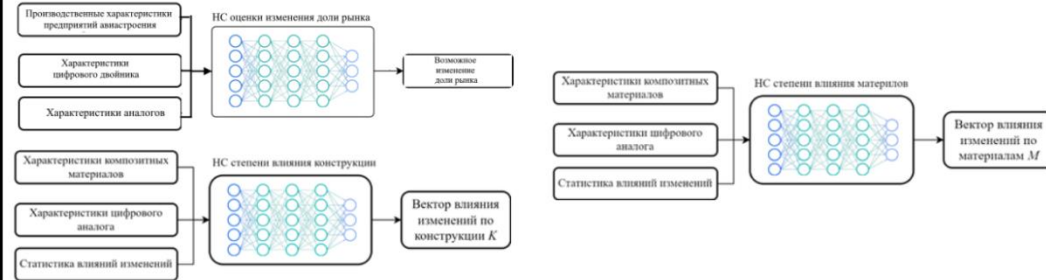 Производственные характеристики
предприятий авиастроения
Характеристики
цифрового двойника
Характеристики аналогов
НС оценки изменения доли рынка
Возможное
изменение
доли рынка
Характеристики композитных
материалов
Характеристики цифрового
аналога
Статистика влияний изменений
НС степени влияния конструкции
Вектор влияния
изменений по
конструкции K
Характеристики композитных
материалов
Характеристики цифрового
аналога
Статистика влияний изменений
НС степени влияния материлов
Вектор влияния
изменений по
материалам M